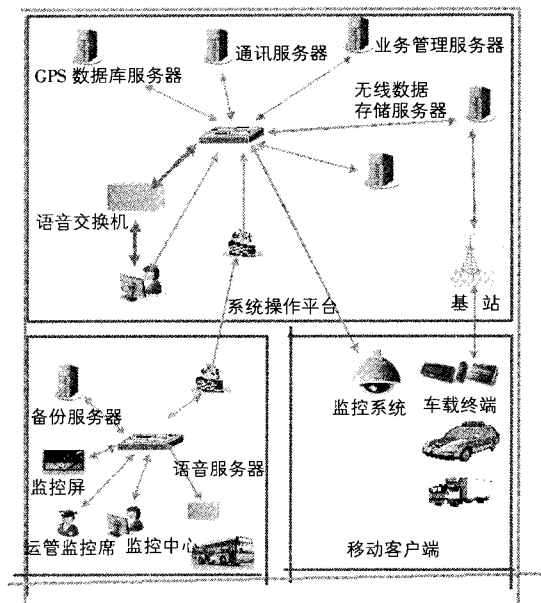 通讯服务器
业务管理服务器
GPS 数据库服务器
无线数据
存储服务器
语音交换机
系统操作平台
基 站
备份服务器
监控系统
车载终端
语音服务器
监控屏
云管监控席
监控中心
移动客户端